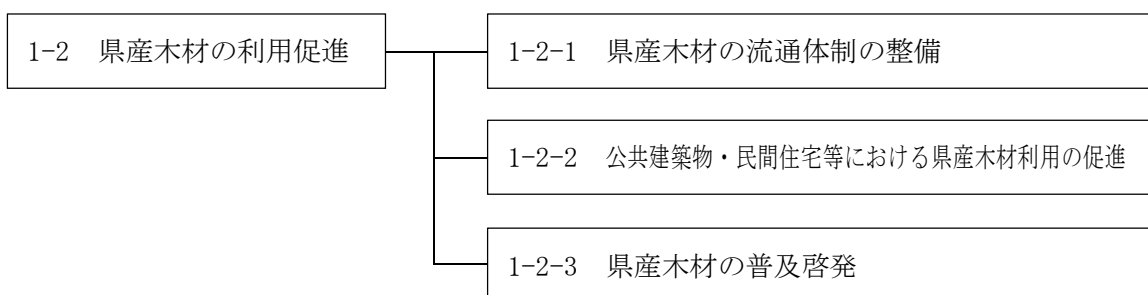 1-2 県産木材の利用促進
1-2-1 県産木材の流通体制の整備
1-2-2 公共建築物・民間住宅等における県産木材利用の促進
1-2-3 県産木材の普及啓発